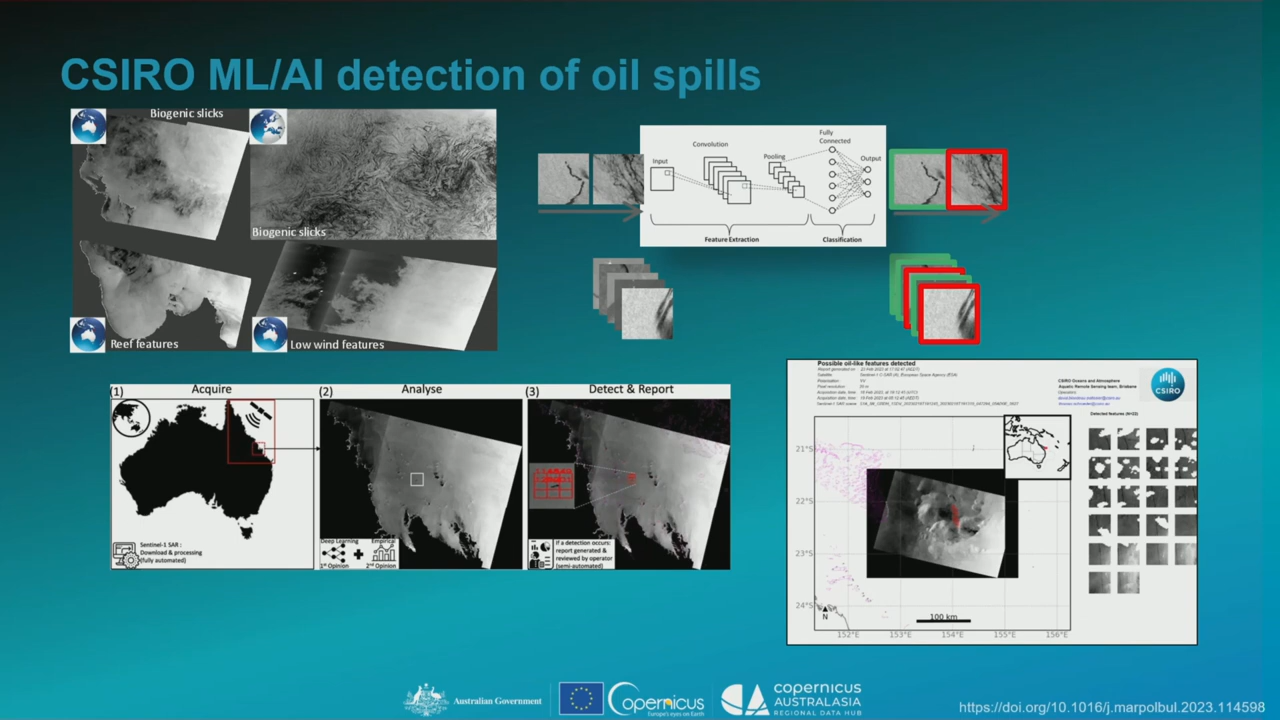 CSIRO ML/AI detection of oil spills
Biogenic slicks
Biogenic slicks
Reef features
Low wind features
Input
Convolution
Pooling
Fully
Connected
Output
Feature Extraction
Classification
(1)
Acquire
Sentinel-1 SAR :
Download & processing
(fully automated)
(2)
Analyse
Deep Learning
Empirical
1st Opinion
2nd Opinion
(3)
Detect & Report
If a detection occurs:
report generated &
reviewed by operator
(semi-automated)
Possible oil-like features detected
CSIRO Oceans and Atmosphere
Aquatic Remote Sensing team, Brisbane
CSIRO
Detected features (N=22)
21°S
22°S
23°S
24°S
N
100 km
152°E
153°E
154°E
155°E
156°E
Australian Government
Copernicus
Europe's eyes on Earth
copernicus
AUSTRALASIA
REGIONAL DATA HUB
https://doi.org/10.1016/j.marpolbul.2023.114598